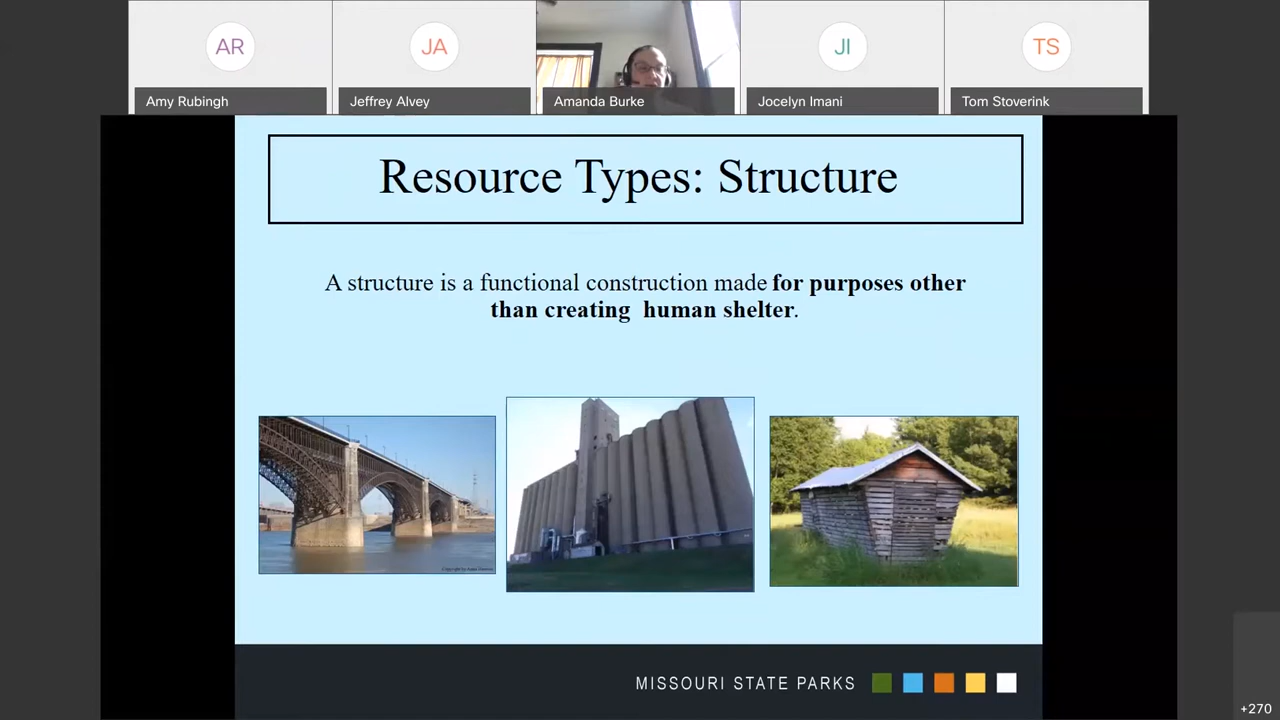 AR
JA
JI
TS
Amy Rubingh
Jeffrey Alvey
Amanda Burke
Jocelyn Imani
Tom Stoverink
Resource Types: Structure
A structure is a functional construction made for purposes other
than creating human shelter.
MISSOURI STATE PARKS
+270